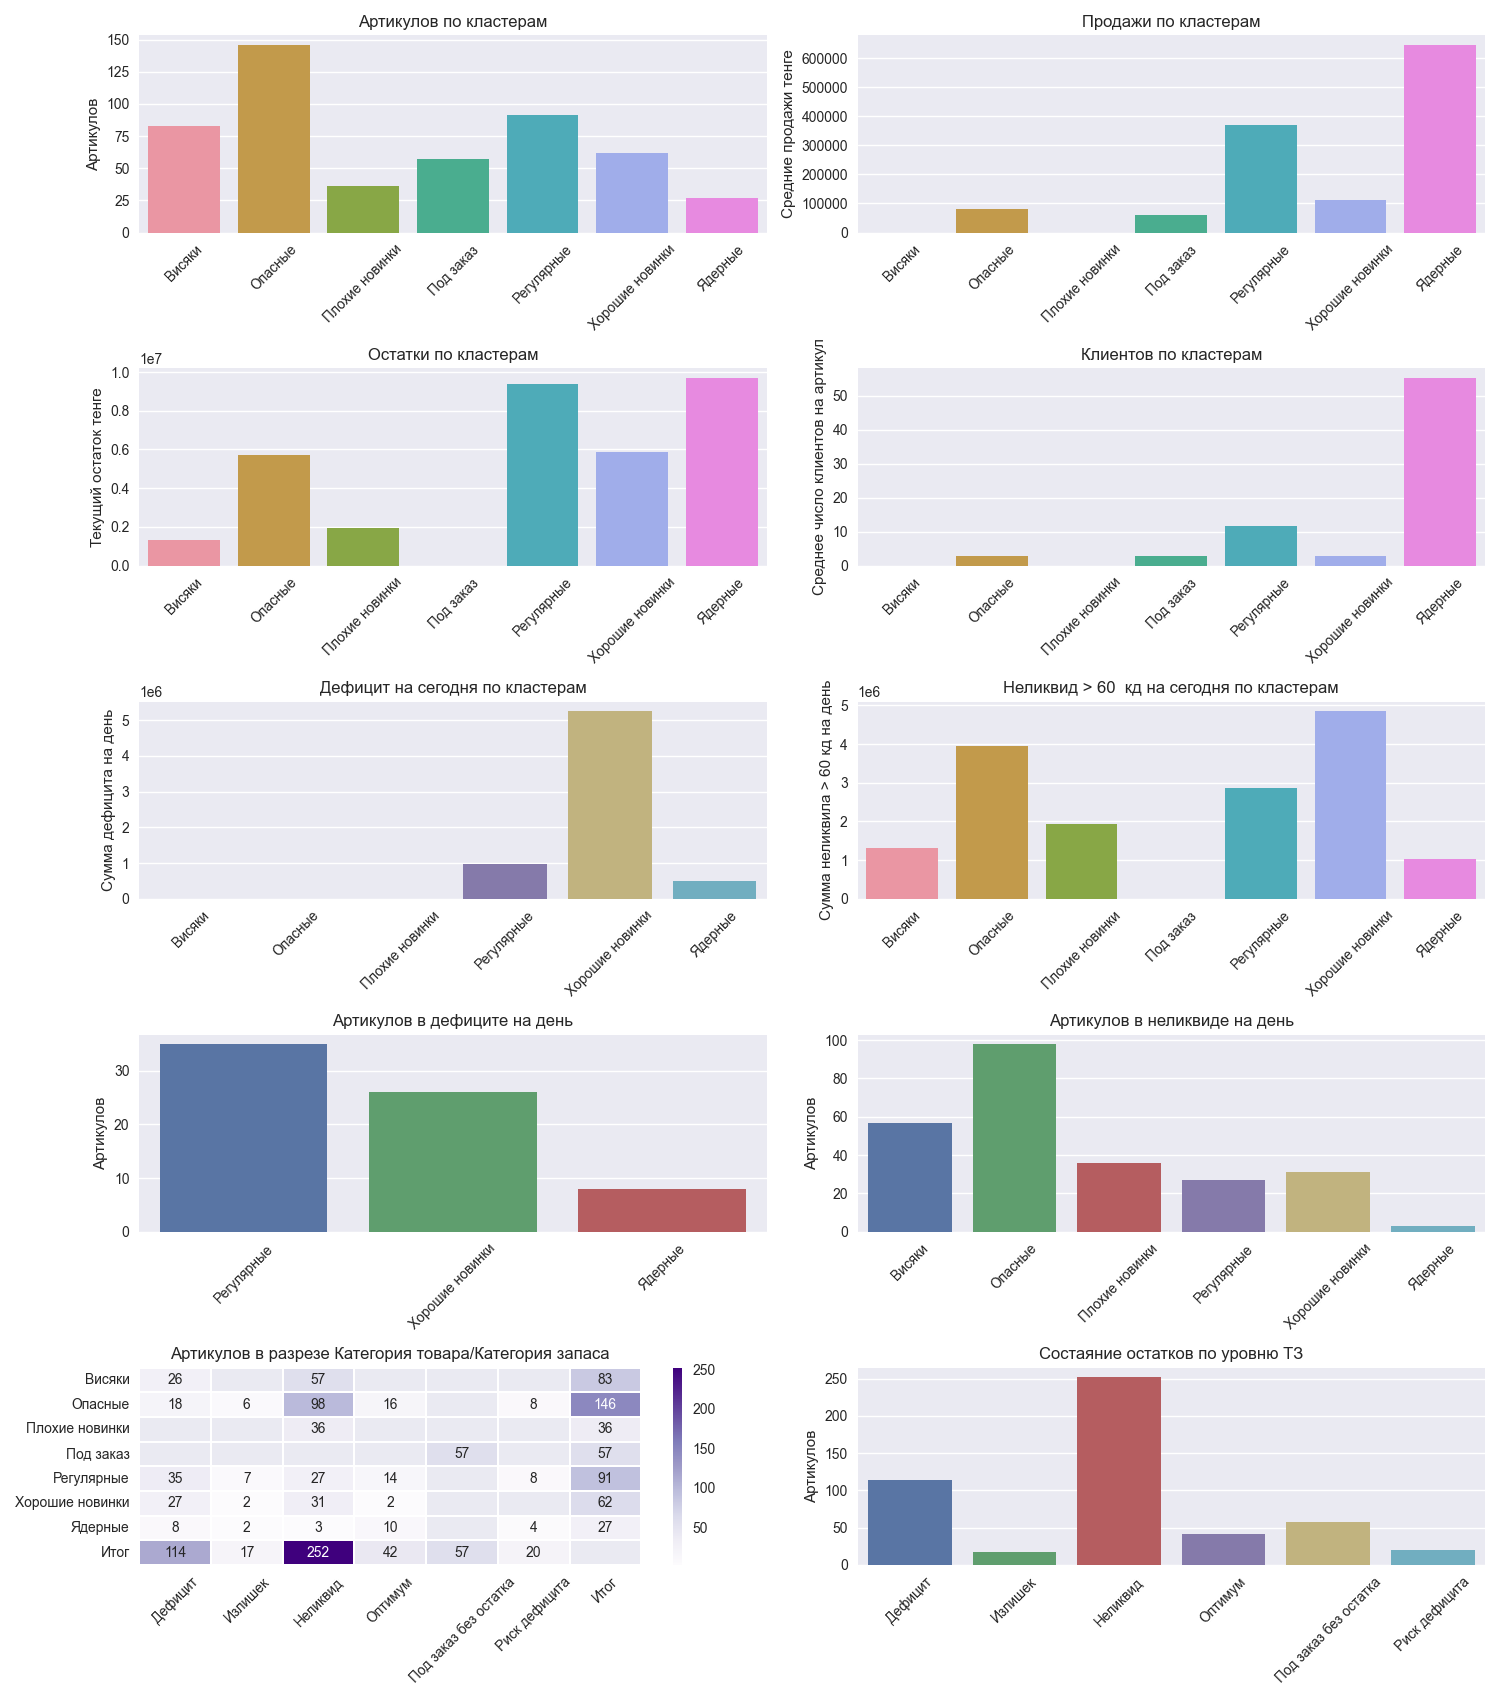 Артикулов по кластерам
Артикулов
150
125
100
75
50
25
0
Висяки
Опасные
Плохие новинки
Под заказ
Регулярные
Хорошие новинки
Ядерные
Продажи по кластерам
Средние продажи тенге
600000
500000
400000
300000
200000
100000
0
Висяки
Опасные
Плохие новинки
Под заказ
Регулярные
Хорошие новинки
Ядерные
Остатки по кластерам
1e7
Текущий остаток тенге
1.0
0.8
0.6
0.4
0.2
0.0
Висяки
Опасные
Плохие новинки
Под заказ
Регулярные
Хорошие новинки
Ядерные
Клиентов по кластерам
Среднее число клиентов на артикул
50
40
30
20
10
0
Висяки
Опасные
Плохие новинки
Под заказ
Регулярные
Хорошие новинки
Ядерные
Дефицит на сегодня по кластерам
1e6
Сумма дефицита на день
5
4
3
2
1
0
Висяки
Опасные
Плохие новинки
Регулярные
Хорошие новинки
Ядерные
Неликвид > 60 кд на сегодня по кластерам
1e6
Сумма неликвила > 60 кд на день
5
4
3
2
1
0
Висяки
Опасные
Плохие новинки
Под заказ
Регулярные
Хорошие новинки
Ядерные
Артикулов в дефиците на день
Артикулов
30
20
10
0
Регулярные
Хорошие новинки
Ядерные
Артикулов в неликвиде на день
Артикулов
100
80
60
40
20
0
Висяки
Опасные
Плохие новинки
Регулярные
Хорошие новинки
Ядерные
Артикулов в разрезе Категория товара/Категория запаса
Висяки 26 57 83
Опасные 18 6 98 16 8 146
Плохие новинки 36 36
Под заказ 57 57
Регулярные 35 7 27 14 8 91
Хорошие новинки 27 2 31 2 62
Ядерные 8 2 3 10 4 27
Итог 114 17 252 42 57 20
Дефицит
Излишек
Неликвид
Оптимум
Под заказ без остатка
Риск дефицита
Итог
250
200
150
100
50
Состаяние остатков по уровню ТЗ
Артикулов
250
200
150
100
50
0
Дефицит
Излишек
Неликвид
Оптимум
Под заказ без остатка
Риск дефицита